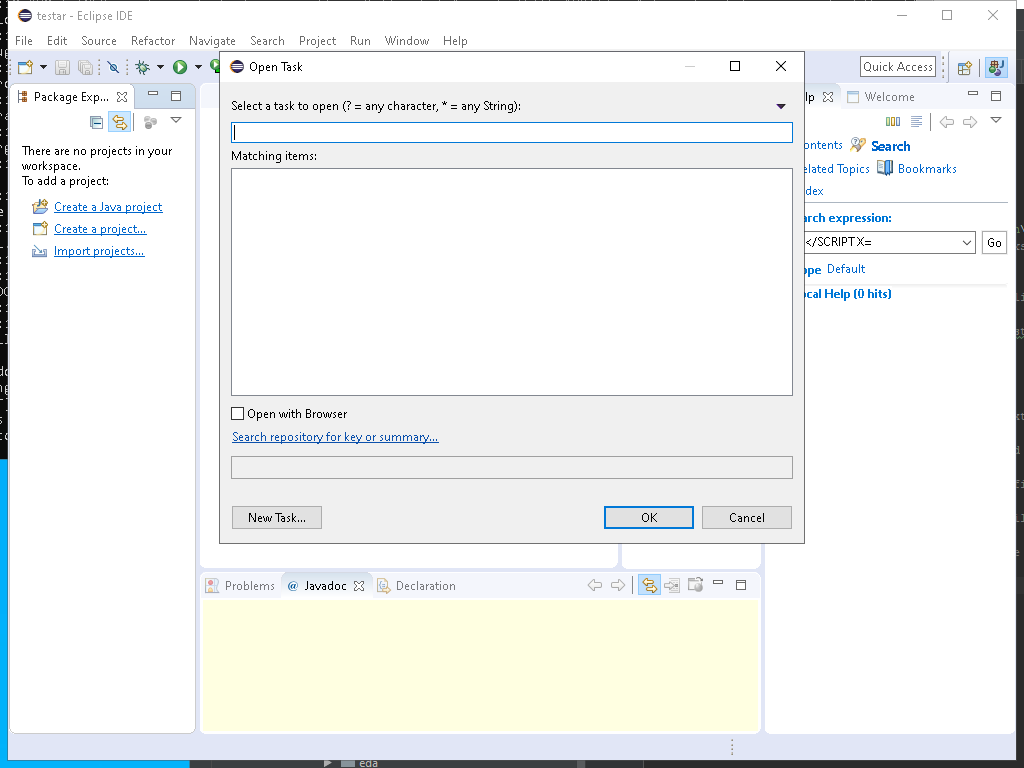 testar - Eclipse IDE
File Edit Source Refactor Navigate Search Project Run Window Help
Quick Access
Package Exp...
There are no projects in your
workspace.
To add a project:
Create a Java project
Create a project...
Import projects...
Open Task
Select a task to open (? = any character, * = any String):
Matching items:
Open with Browser
Search repository for key or summary...
New Task...
OK
Cancel
lp
Welcome
ontents
Search
elated Topics
Bookmarks
dex
arch expression:
</SCRIPT X=
Go
ope Default
cal Help (0 hits)
Problems
@ Javadoc
Declaration
eda